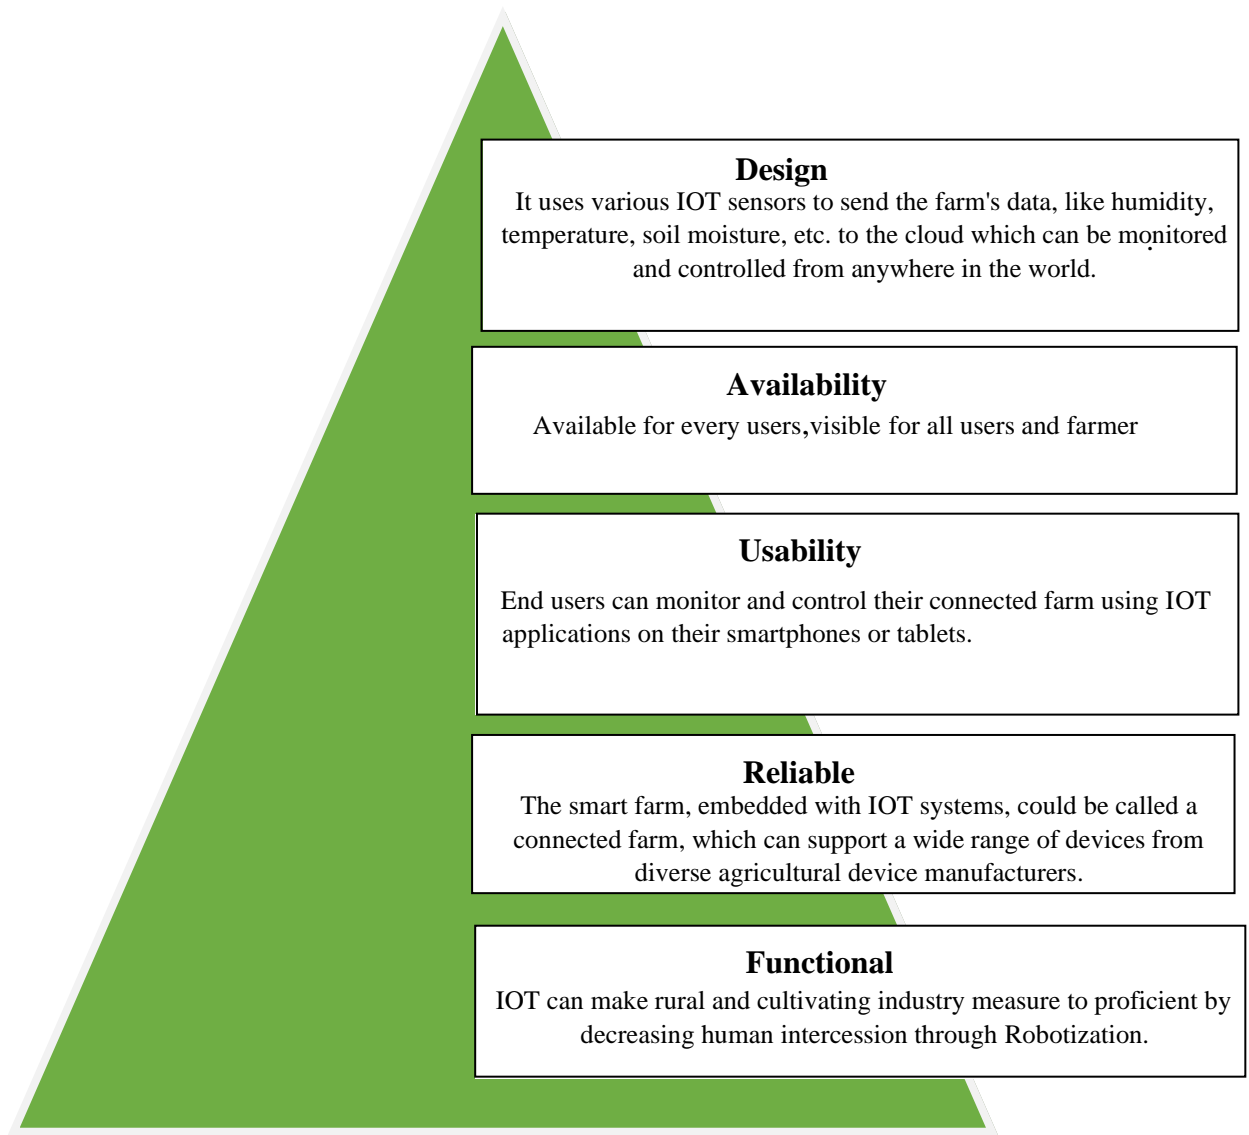 Design
It uses various IOT sensors to send the farm's data, like humidity,
temperature, soil moisture, etc. to the cloud which can be monitored
and controlled from anywhere in the world.
.
Availability
Available for every users,visible for all users and farmer
Usability
End users can monitor and control their connected farm using IOT
applications on their smartphones or tablets.
Reliable
The smart farm, embedded with IOT systems, could be called a
connected farm, which can support a wide range of devices from
diverse agricultural device manufacturers.
Functional
IOT can make rural and cultivating industry measure to proficient by
decreasing human intercession through Robotization.